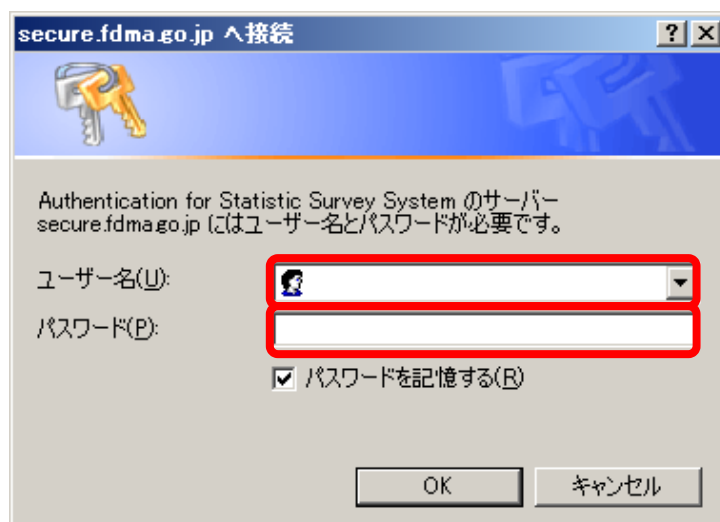 secure.fdma.go.jp へ接続
Authentication for Statistic Survey System のサーバー
secure.fdma.go.jp にはユーザー名とパスワードが必要です。
ユーザー名(U):
パスワード(P):
パスワードを記憶する(R)
OK キャンセル